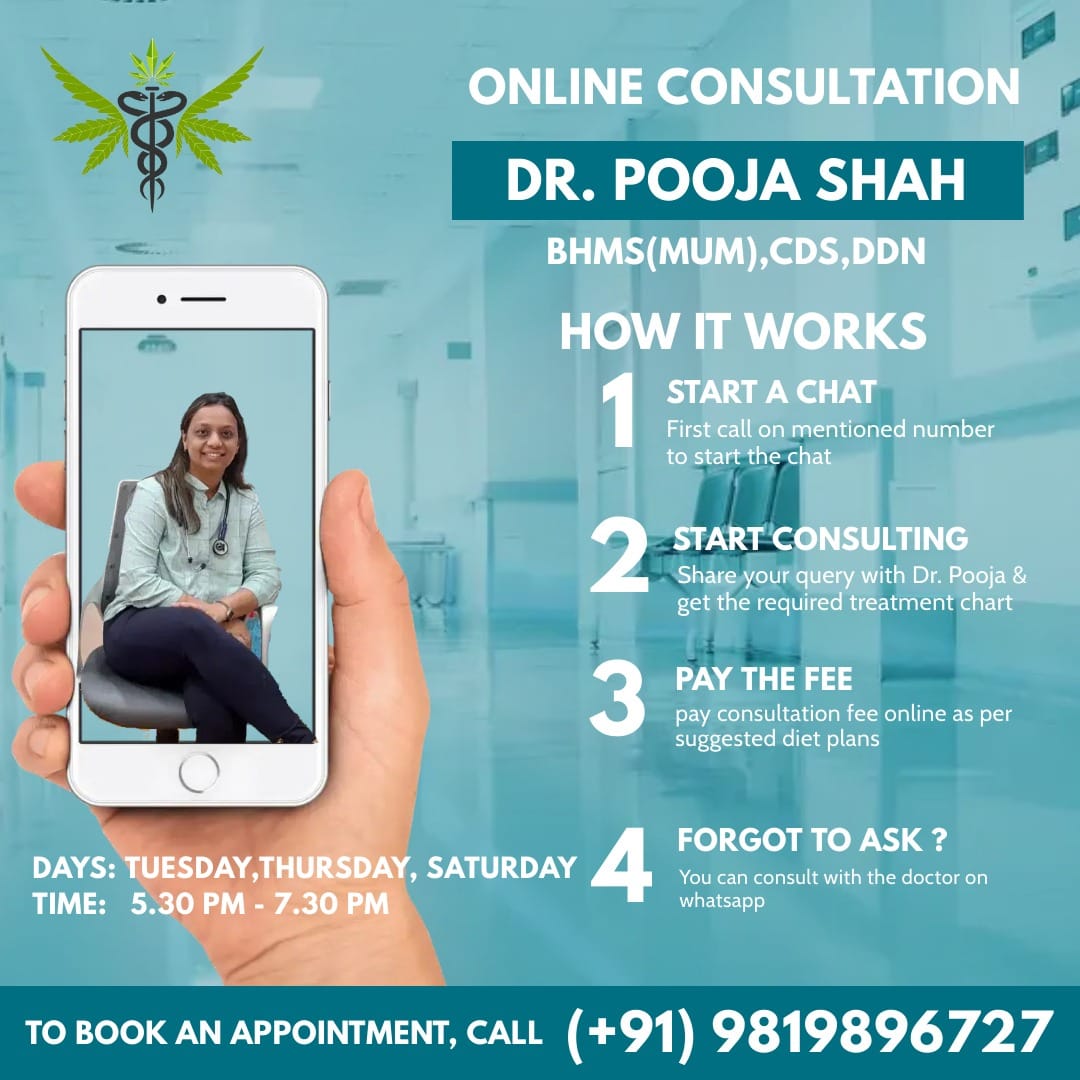 ONLINE CONSULTATION
DR. POOJA SHAH
BHMS(MUM),CDS,DDN
HOW IT WORKS
1 START A CHAT
First call on mentioned number
to start the chat
2 START CONSULTING
Share your query with Dr. Pooja &
get the required treatment chart
3 PAY THE FEE
pay consultation fee online as per
suggested diet plans
4 FORGOT TO ASK ?
You can consult with the doctor on
whatsapp
DAYS: TUESDAY,THURSDAY, SATURDAY
TIME: 5.30 PM - 7.30 PM
TO BOOK AN APPOINTMENT, CALL (+91) 9819896727